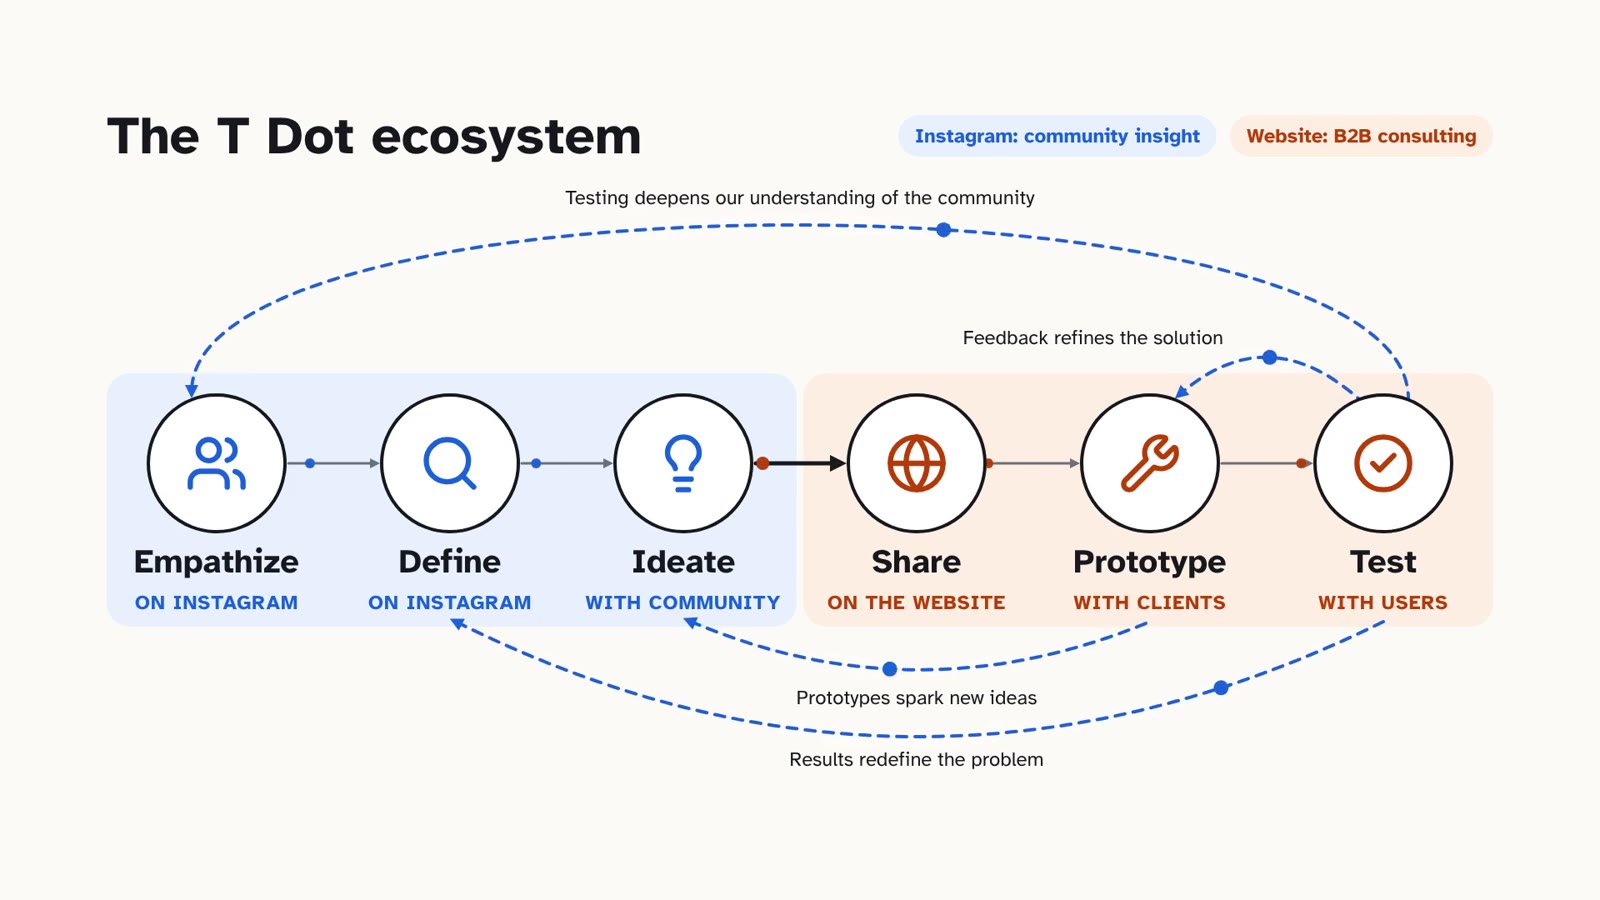 The T Dot ecosystem
Instagram: community insight
Website: B2B consulting
Testing deepens our understanding of the community
Feedback refines the solution
Empathize
ON INSTAGRAM
Define
ON INSTAGRAM
Ideate
WITH COMMUNITY
Share
ON THE WEBSITE
Prototype
WITH CLIENTS
Test
WITH USERS
Prototypes spark new ideas
Results redefine the problem